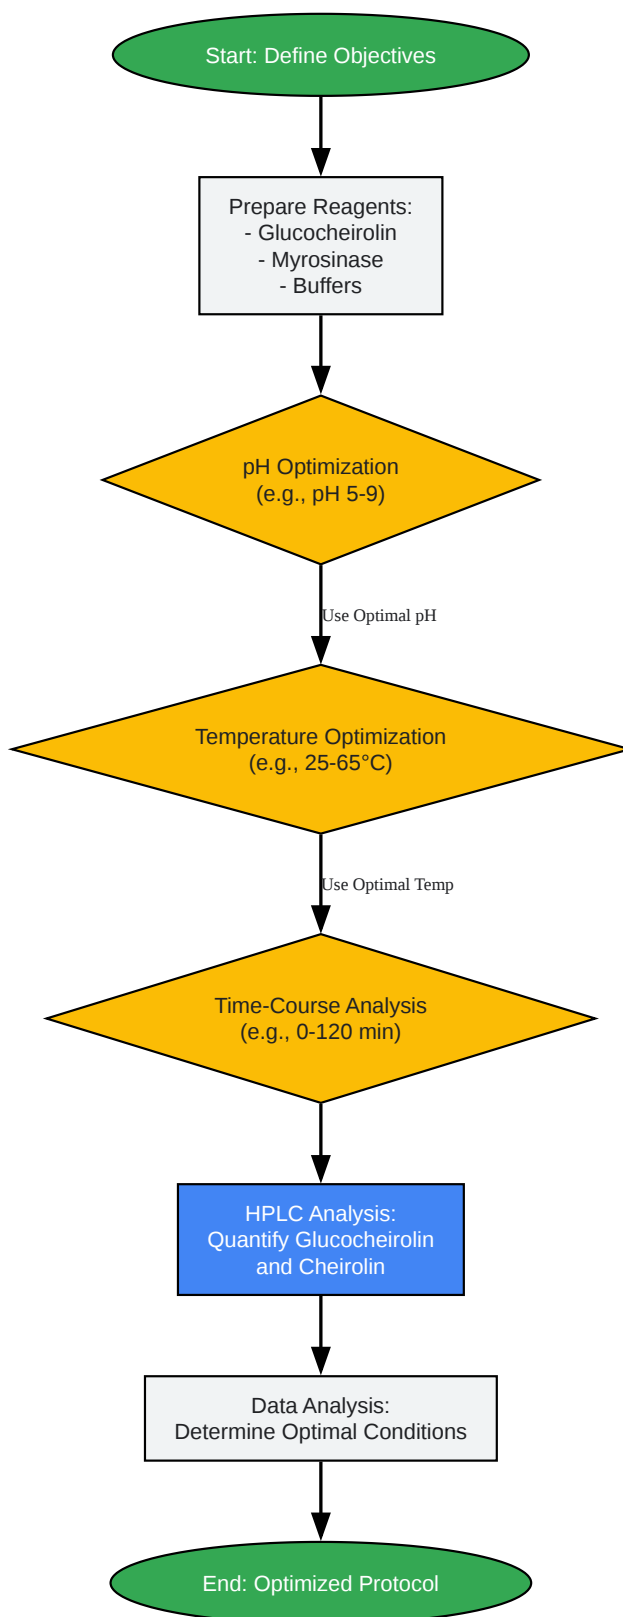 Start: Define Objectives
Prepare Reagents:
- Glucocheirolin
- Myrosinase
- Buffers
pH Optimization
(e.g., pH 5-9)
Use Optimal pH
Temperature Optimization
(e.g., 25-65°C)
Use Optimal Temp
Time-Course Analysis
(e.g., 0-120 min)
HPLC Analysis:
Quantify Glucocheirolin
and Cheirolin
Data Analysis:
Determine Optimal Conditions
End: Optimized Protocol